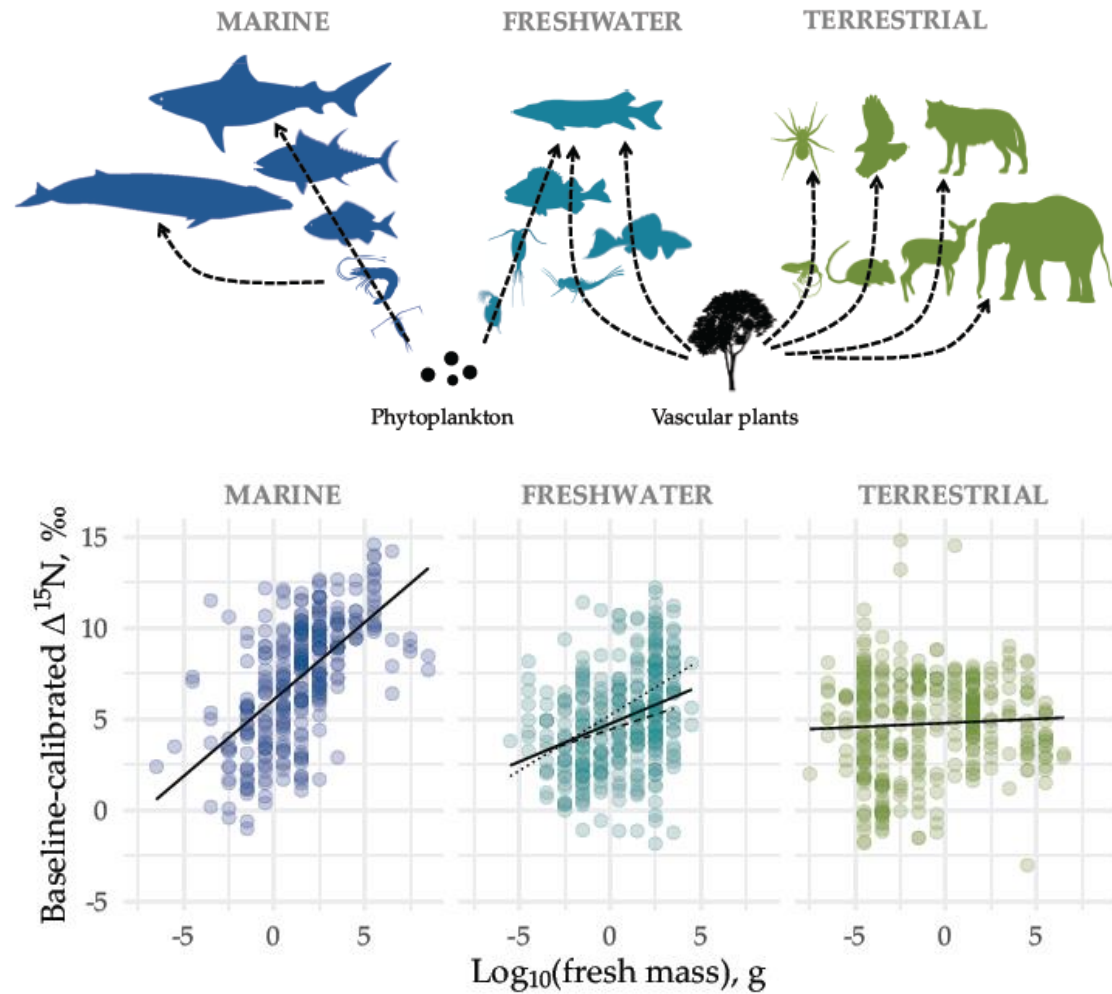 MARINE FRESHWATER TERRESTRIAL
Phytoplankton Vascular plants
MARINE FRESHWATER TERRESTRIAL
Baseline-calibrated Δ¹⁵N, ‰
15
10
5
0
-5
-5 0 5 -5 0 5 -5 0 5
Log₁₀(fresh mass), g